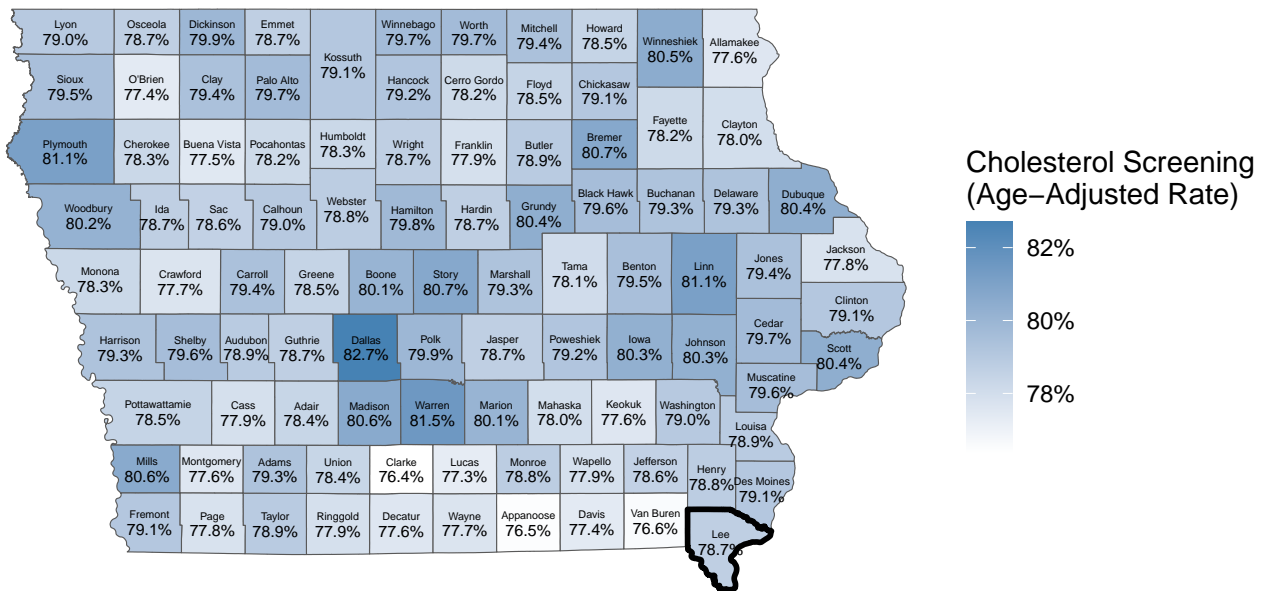 Lyon
79.0%
Osceola
78.7%
Dickinson
79.9%
Emmet
78.7%
Kossuth
79.1%
Winnebago
79.7%
Worth
79.7%
Mitchell
79.4%
Howard
78.5%
Winneshiek
80.5%
Allamakee
77.6%
Sioux
79.5%
O'Brien
77.4%
Clay
79.4%
Palo Alto
79.7%
Hancock
79.2%
Cerro Gordo
78.2%
Floyd
78.5%
Chickasaw
79.1%
Fayette
78.2%
Clayton
78.0%
Plymouth
81.1%
Cherokee
78.3%
Buena Vista
77.5%
Pocahontas
78.2%
Humboldt
78.3%
Wright
78.7%
Franklin
77.9%
Butler
78.9%
Bremer
80.7%
Woodbury
80.2%
Ida
78.7%
Sac
78.6%
Calhoun
79.0%
Webster
78.8%
Hamilton
79.8%
Hardin
78.7%
Grundy
80.4%
Black Hawk
79.6%
Buchanan
79.3%
Delaware
79.3%
Dubuque
80.4%
Monona
78.3%
Crawford
77.7%
Carroll
79.4%
Greene
78.5%
Boone
80.1%
Story
80.7%
Marshall
79.3%
Tama
78.1%
Benton
79.5%
Linn
81.1%
Jones
79.4%
Jackson
77.8%
Clinton
79.1%
Harrison
79.3%
Shelby
79.6%
Audubon
78.9%
Guthrie
78.7%
Dallas
82.7%
Polk
79.9%
Jasper
78.7%
Poweshiek
79.2%
Iowa
80.3%
Johnson
80.3%
Cedar
79.7%
Scott
80.4%
Muscatine
79.6%
Pottawattamie
78.5%
Cass
77.9%
Adair
78.4%
Madison
80.6%
Warren
81.5%
Marion
80.1%
Mahaska
78.0%
Keokuk
77.6%
Washington
79.0%
Louisa
78.9%
Mills
80.6%
Montgomery
77.6%
Adams
79.3%
Union
78.4%
Clarke
76.4%
Lucas
77.3%
Monroe
78.8%
Wapello
77.9%
Jefferson
78.6%
Henry
78.8%
Des Moines
79.1%
Fremont
79.1%
Page
77.8%
Taylor
78.9%
Ringgold
77.9%
Decatur
77.6%
Wayne
77.7%
Appanoose
76.5%
Davis
77.4%
Van Buren
76.6%
Lee
78.7%
Cholesterol Screening
(Age−Adjusted Rate)
82%
80%
78%